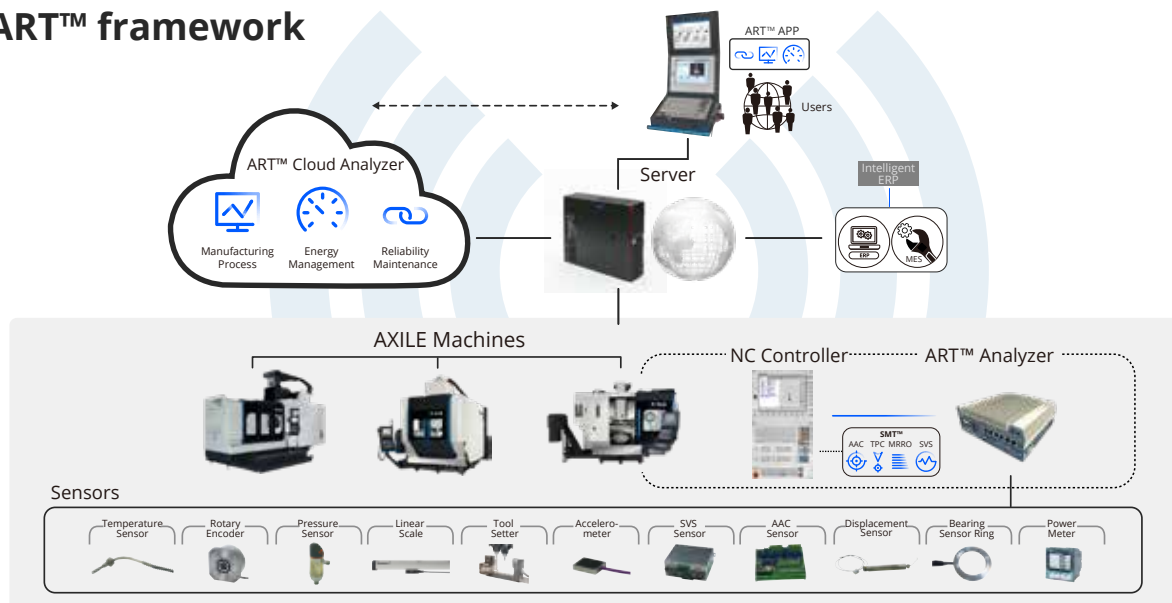 ART™ framework
ART™ APP
Users
ART™ Cloud Analyzer
Manufacturing
Process
Energy
Management
Reliability
Maintenance
Server
Intelligent
ERP
ERP
MES
AXILE Machines
NC Controller
ART™ Analyzer
SMT™
AAC TPC MRRO SVS
Sensors
Temperature
Sensor
Rotary
Encoder
Pressure
Sensor
Linear
Scale
Tool
Setter
Accelero-
meter
SVS
Sensor
AAC
Sensor
Displacement
Sensor
Bearing
Sensor Ring
Power
Meter